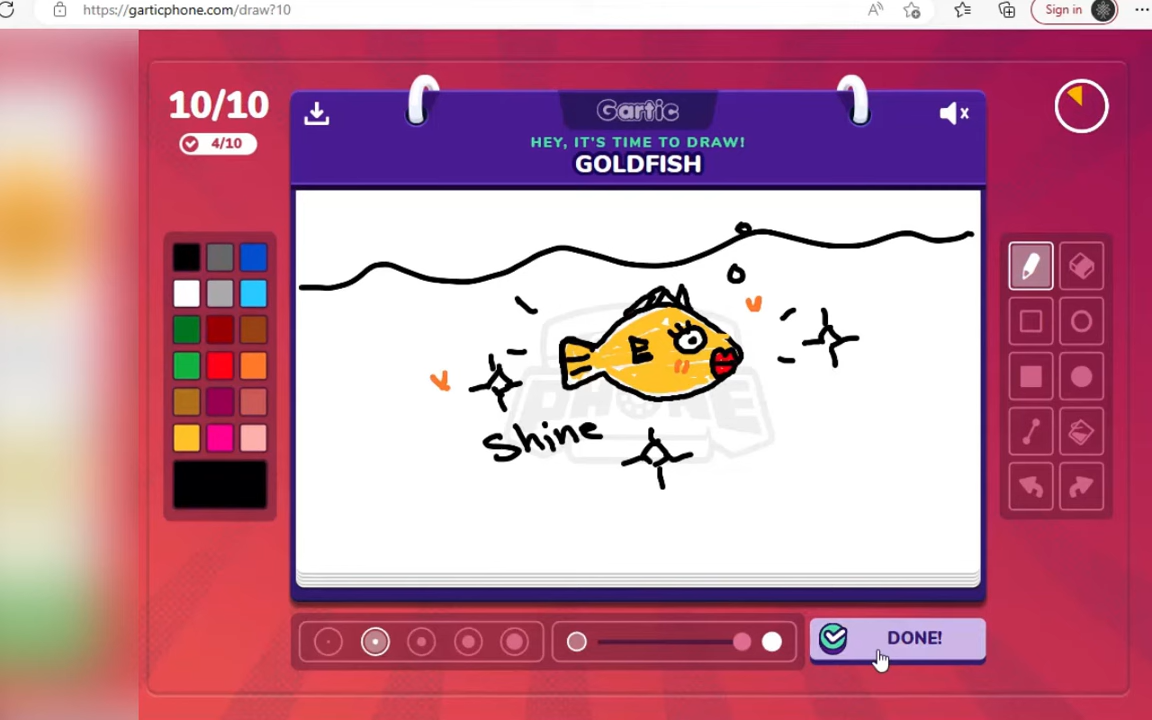 https://garticphone.com/draw?10
Sign in
10/10
4/10
Gartic
HEY, IT'S TIME TO DRAW!
GOLDFISH
PHONE
Shine
DONE!